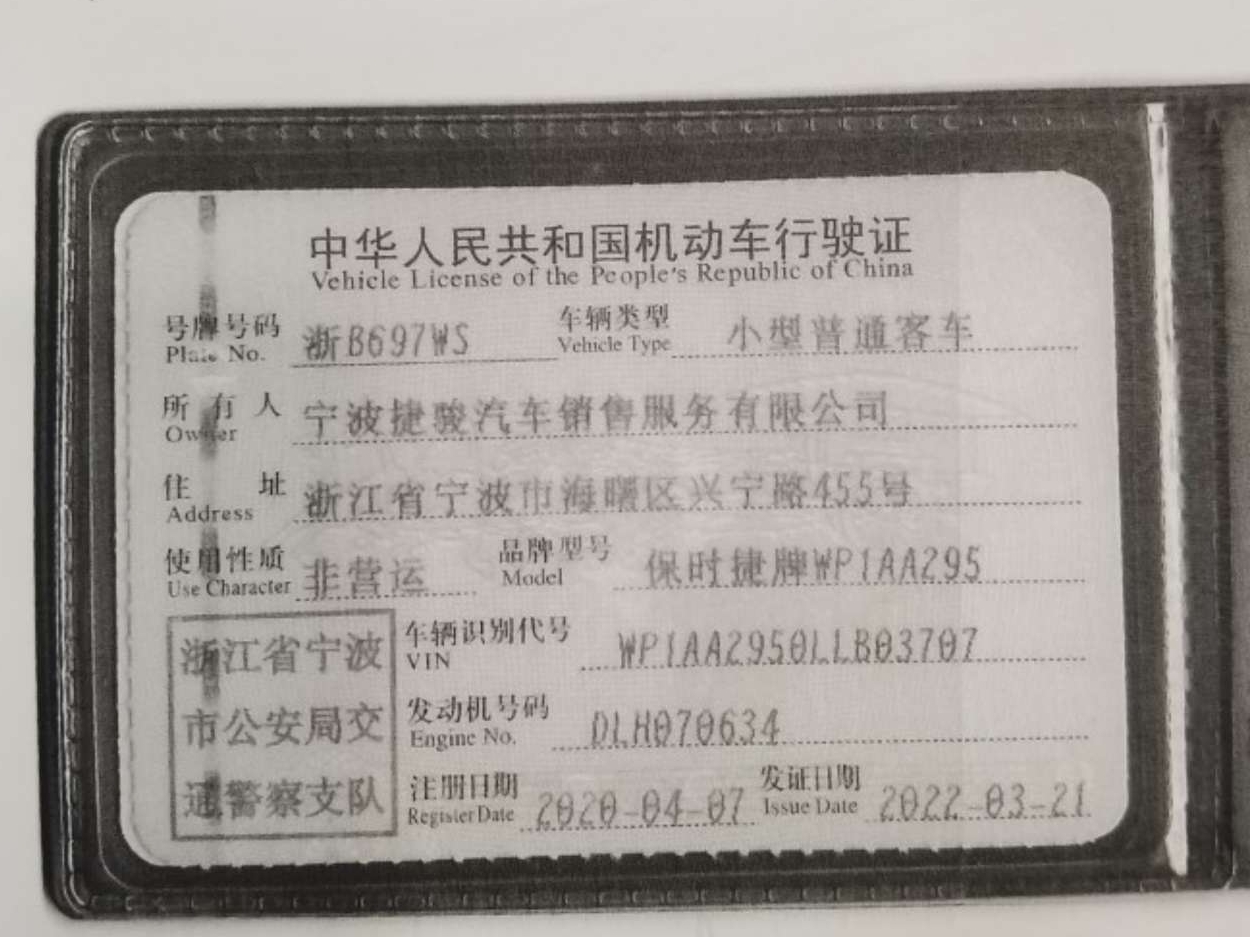 中华人民共和国机动车行驶证
Vehicle License of the People's Republic of China
号牌号码 浙B697WS 车辆类型 小型普通客车
Plate No. Vehicle Type
所有人 宁波捷骏汽车销售服务有限公司
Owner
住址 浙江省宁波市海曙区兴宁路455号
Address
使用性质 非营运 品牌型号 保时捷牌WP1AA295
Use Character Model
浙江省宁波
市公安局交
通警察支队
车辆识别代号 WP1AA2950LLB03707
VIN
发动机号码 DLH070634
Engine No.
注册日期 2020-04-07 发证日期 2022-03-21
Register Date Issue Date